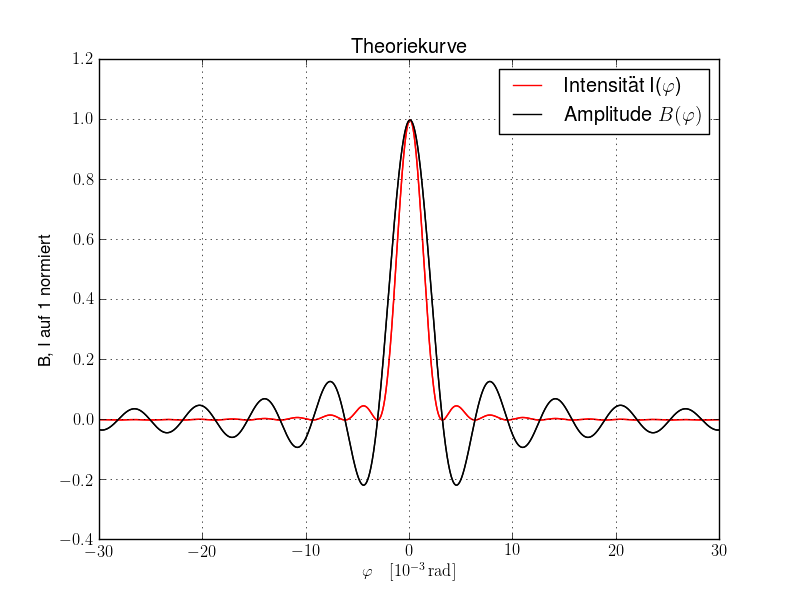 Theoriekurve
Intensität I(φ)
Amplitude B(φ)
B, I auf 1 normiert
1.2
1.0
0.8
0.6
0.4
0.2
0.0
−0.2
−0.4
−30 −20 −10 0 10 20 30
φ [10⁻³ rad]